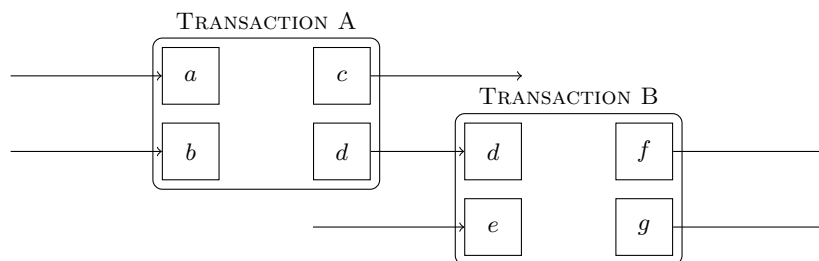 TRANSACTION A
a c
TRANSACTION B
b d d f
e g